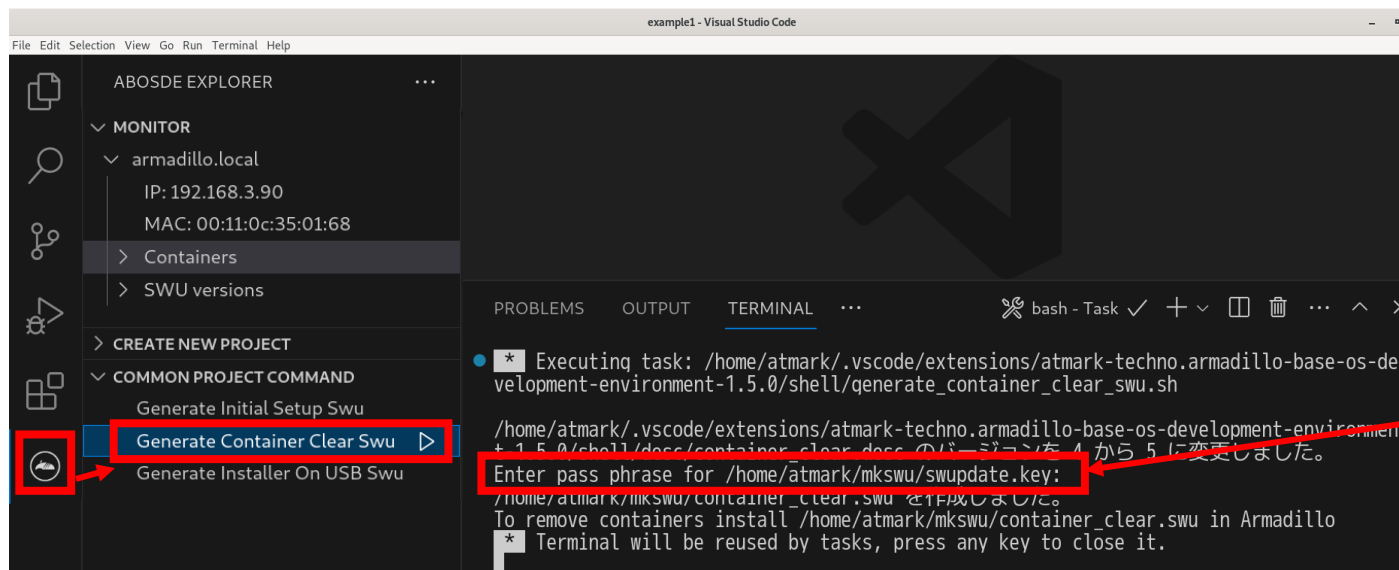 example1 - Visual Studio Code
File Edit Selection View Go Run Terminal Help
ABOSDE EXPLORER
MONITOR
armadillo.local
IP: 192.168.3.90
MAC: 00:11:0c:35:01:68
Containers
SWU versions
CREATE NEW PROJECT
COMMON PROJECT COMMAND
Generate Initial Setup Swu
Generate Container Clear Swu
Generate Installer On USB Swu
PROBLEMS OUTPUT TERMINAL ···
bash - Task
* Executing task: /home/atmark/.vscode/extensions/atmark-techno.armadillo-base-os-de
velopment-environment-1.5.0/shell/generate_container_clear_swu.sh
/home/atmark/.vscode/extensions/atmark-techno.armadillo-base-os-development-environmen
t-1.5.0/shell/desc/container_clear.desc のバージョンを 4 から 5 に変更しました。
Enter pass phrase for /home/atmark/mkswu/swupdate.key:
/home/atmark/mkswu/container_clear.swu を作成しました。
To remove containers install /home/atmark/mkswu/container_clear.swu in Armadillo
* Terminal will be reused by tasks, press any key to close it.